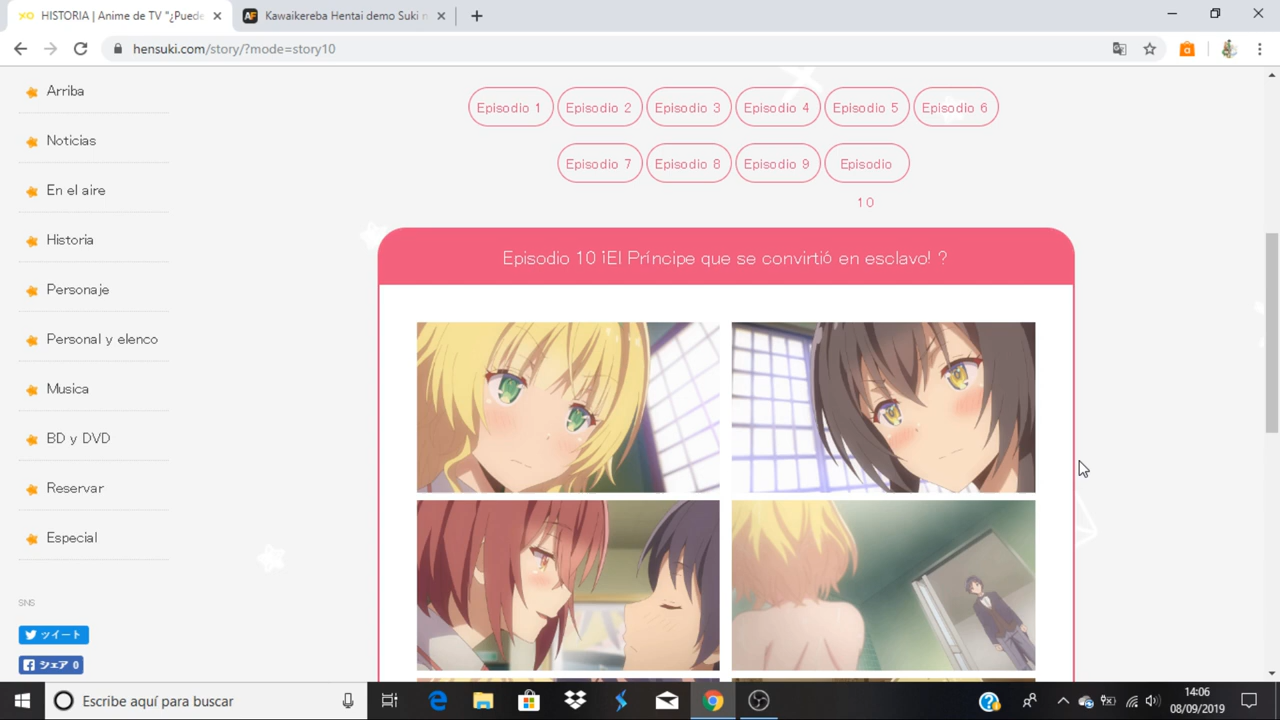 HISTORIA | Anime de TV "¿Puede
Kawaikereba Hentai demo Suki n
hensuki.com/story/?mode=story10
Arriba
Noticias
En el aire
Historia
Personaje
Personal y elenco
Musica
BD y DVD
Reservar
Especial
SNS
ツイート
シェア 0
Episodio 1
Episodio 2
Episodio 3
Episodio 4
Episodio 5
Episodio 6
Episodio 7
Episodio 8
Episodio 9
Episodio
10
Episodio 10 ¡El Príncipe que se convirtió en esclavo! ?
Escribe aquí para buscar
14:06
08/09/2019